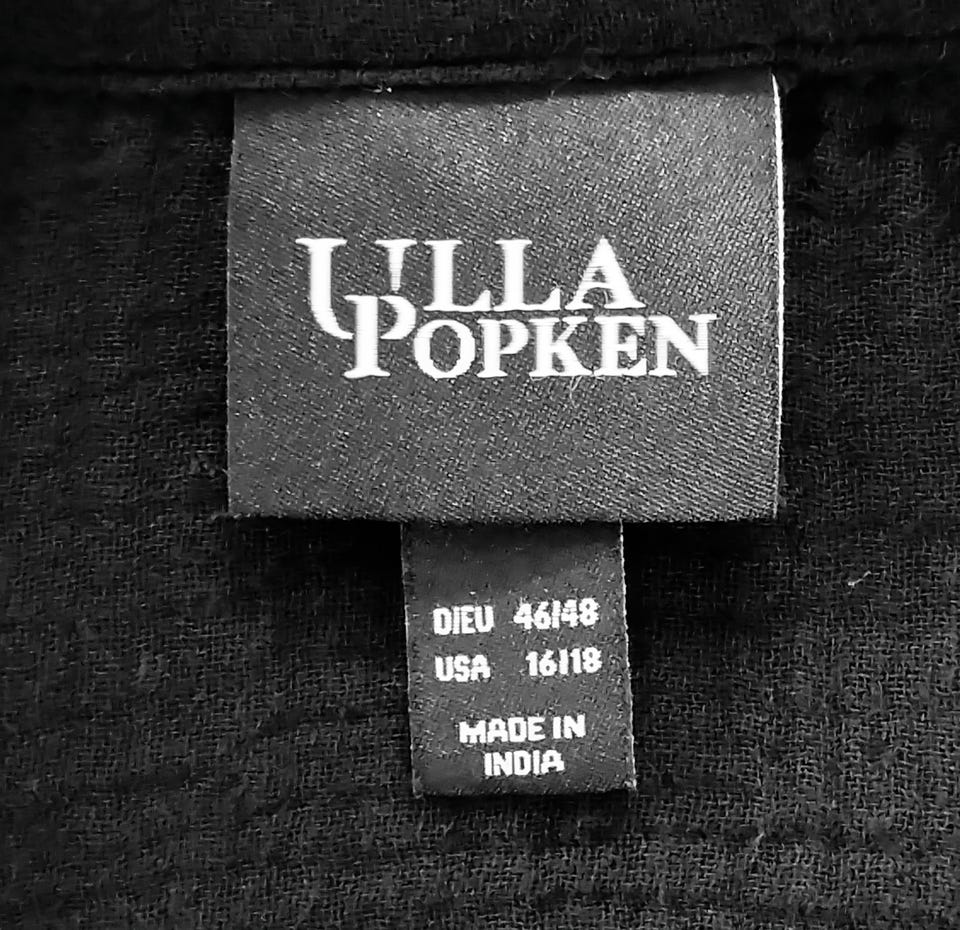 ULLA
POPKEN
D|EU 46|48
USA 16|18
MADE IN
INDIA